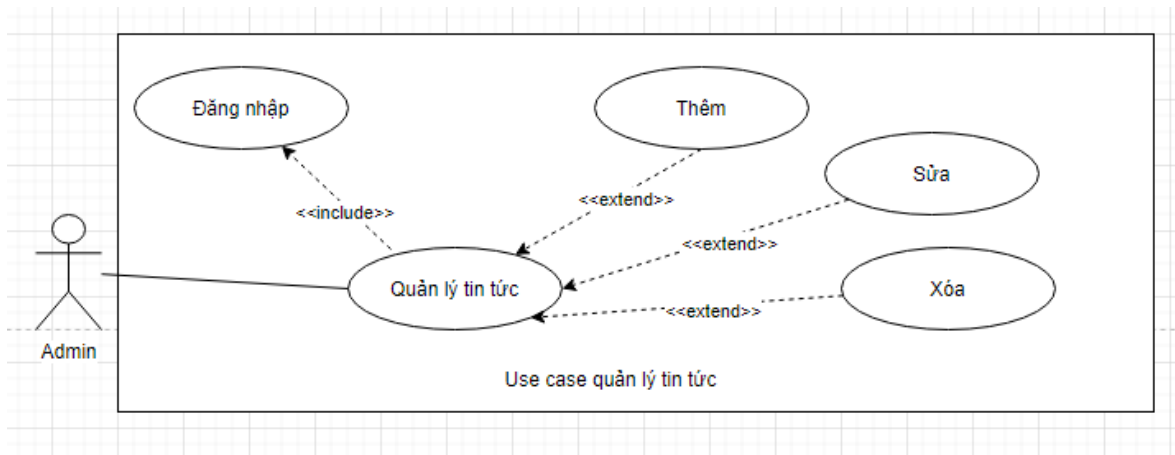 Đăng nhập
Thêm
Sửa
<<include>>
<<extend>>
<<extend>>
Quản lý tin tức
Xóa
<<extend>>
Admin
Use case quản lý tin tức